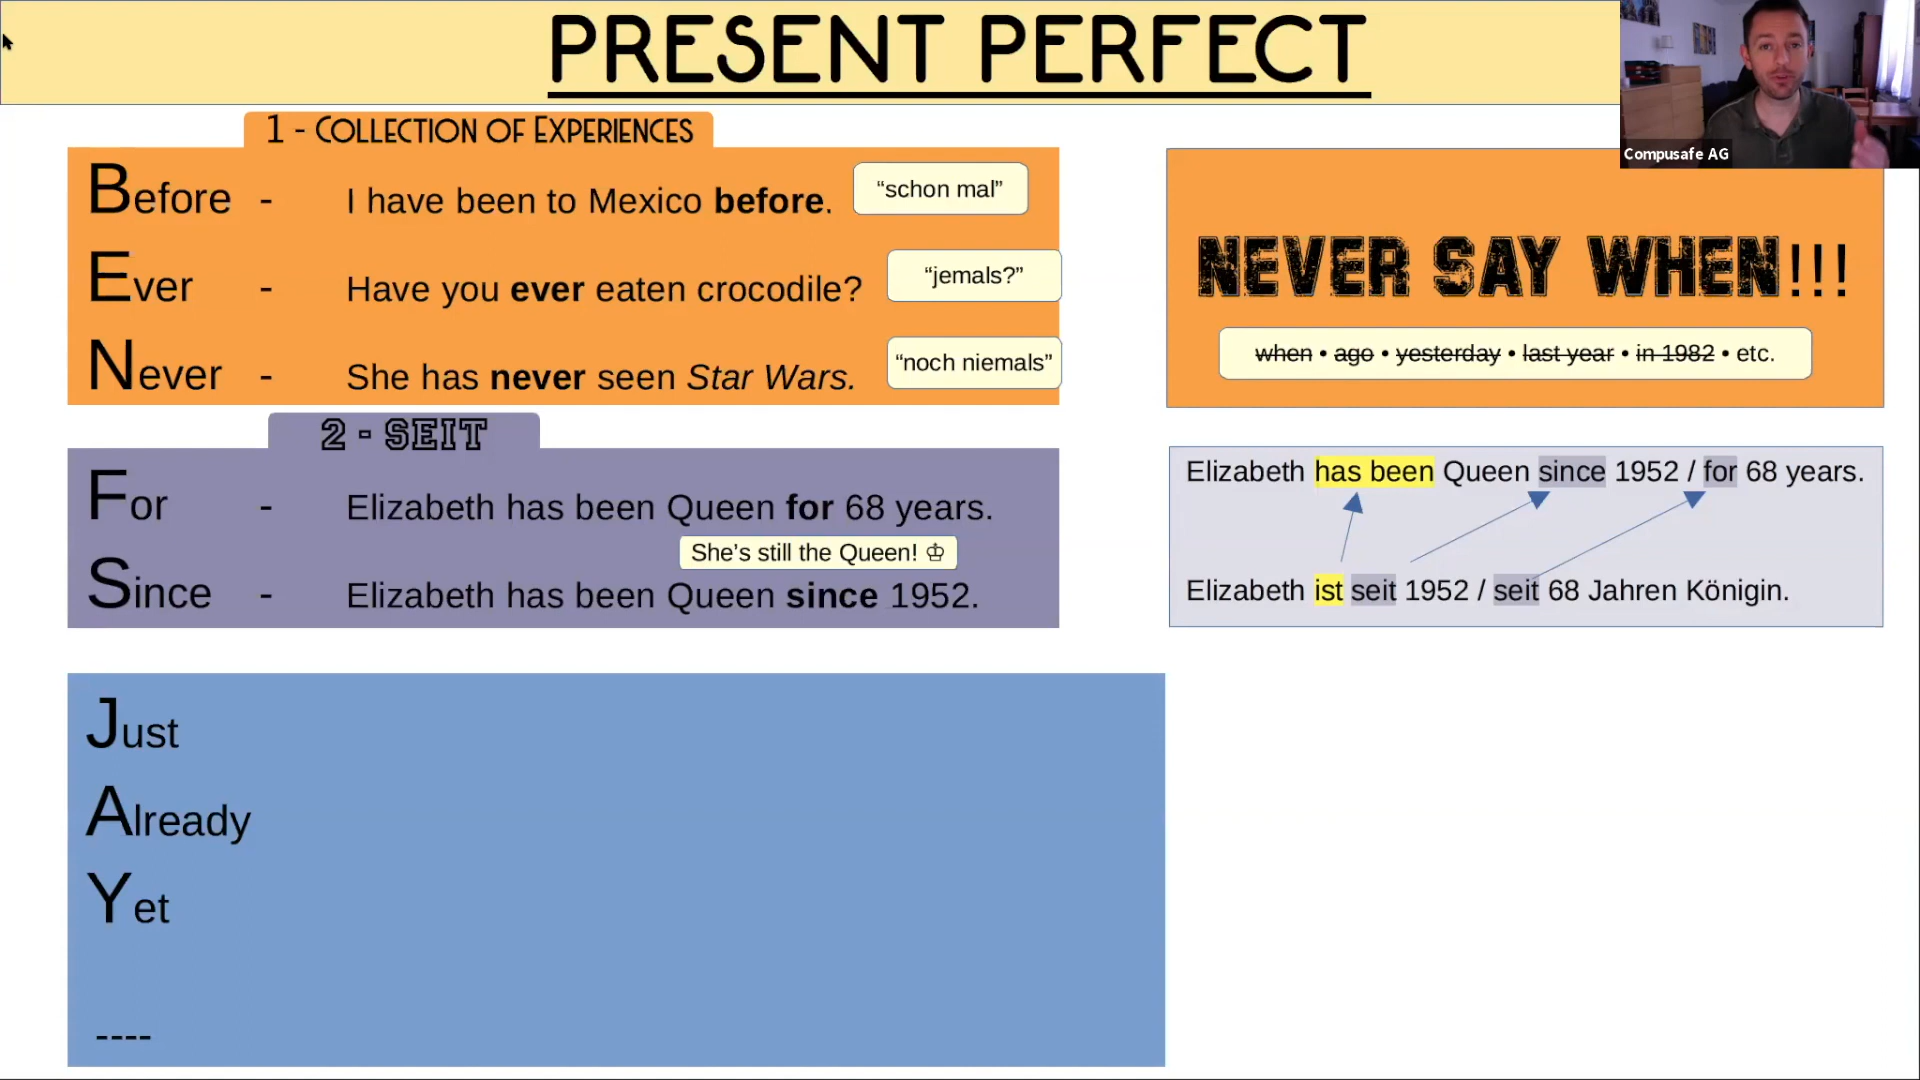 PRESENT PERFECT
Compusafe AG
1 - COLLECTION OF EXPERIENCES
Before - I have been to Mexico before. “schon mal”
Ever - Have you ever eaten crocodile? “jemals?”
Never - She has never seen Star Wars. “noch niemals”
NEVER SAY WHEN!!!
when • ago • yesterday • last year • in 1982 • etc.
2 - SEIT
For - Elizabeth has been Queen for 68 years.
She’s still the Queen! ♔
Since - Elizabeth has been Queen since 1952.
Elizabeth has been Queen since 1952 / for 68 years.
Elizabeth ist seit 1952 / seit 68 Jahren Königin.
Just
Already
Yet
----